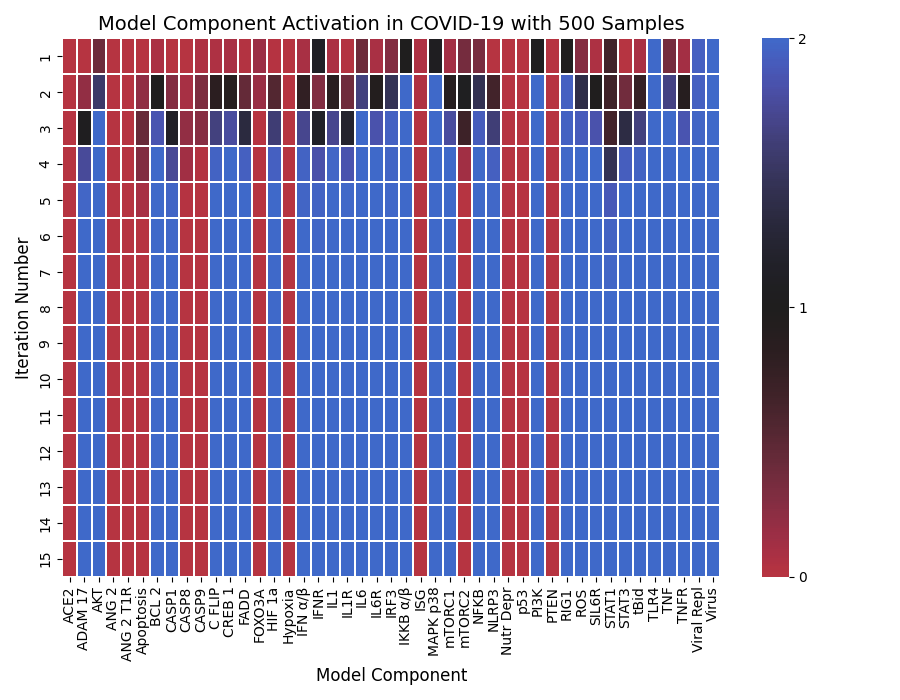 Model Component Activation in COVID-19 with 500 Samples
Iteration Number
1
2
3
4
5
6
7
8
9
10
11
12
13
14
15
ACE2
ADAM 17
AKT
ANG 2
ANG 2 T1R
Apoptosis
BCL 2
CASP1
CASP8
CASP9
C FLIP
CREB 1
FADD
FOXO3A
HIF 1a
Hypoxia
IFN α/β
IFNR
IL1
IL1R
IL6
IL6R
IRF3
IKKB α/β
ISG
MAPK p38
mTORC1
mTORC2
NFKB
NLRP3
Nutr Depr
p53
PI3K
PTEN
RIG1
ROS
SIL6R
STAT1
STAT3
tBid
TLR4
TNF
TNFR
Viral Repl
Virus
Model Component
2
1
0